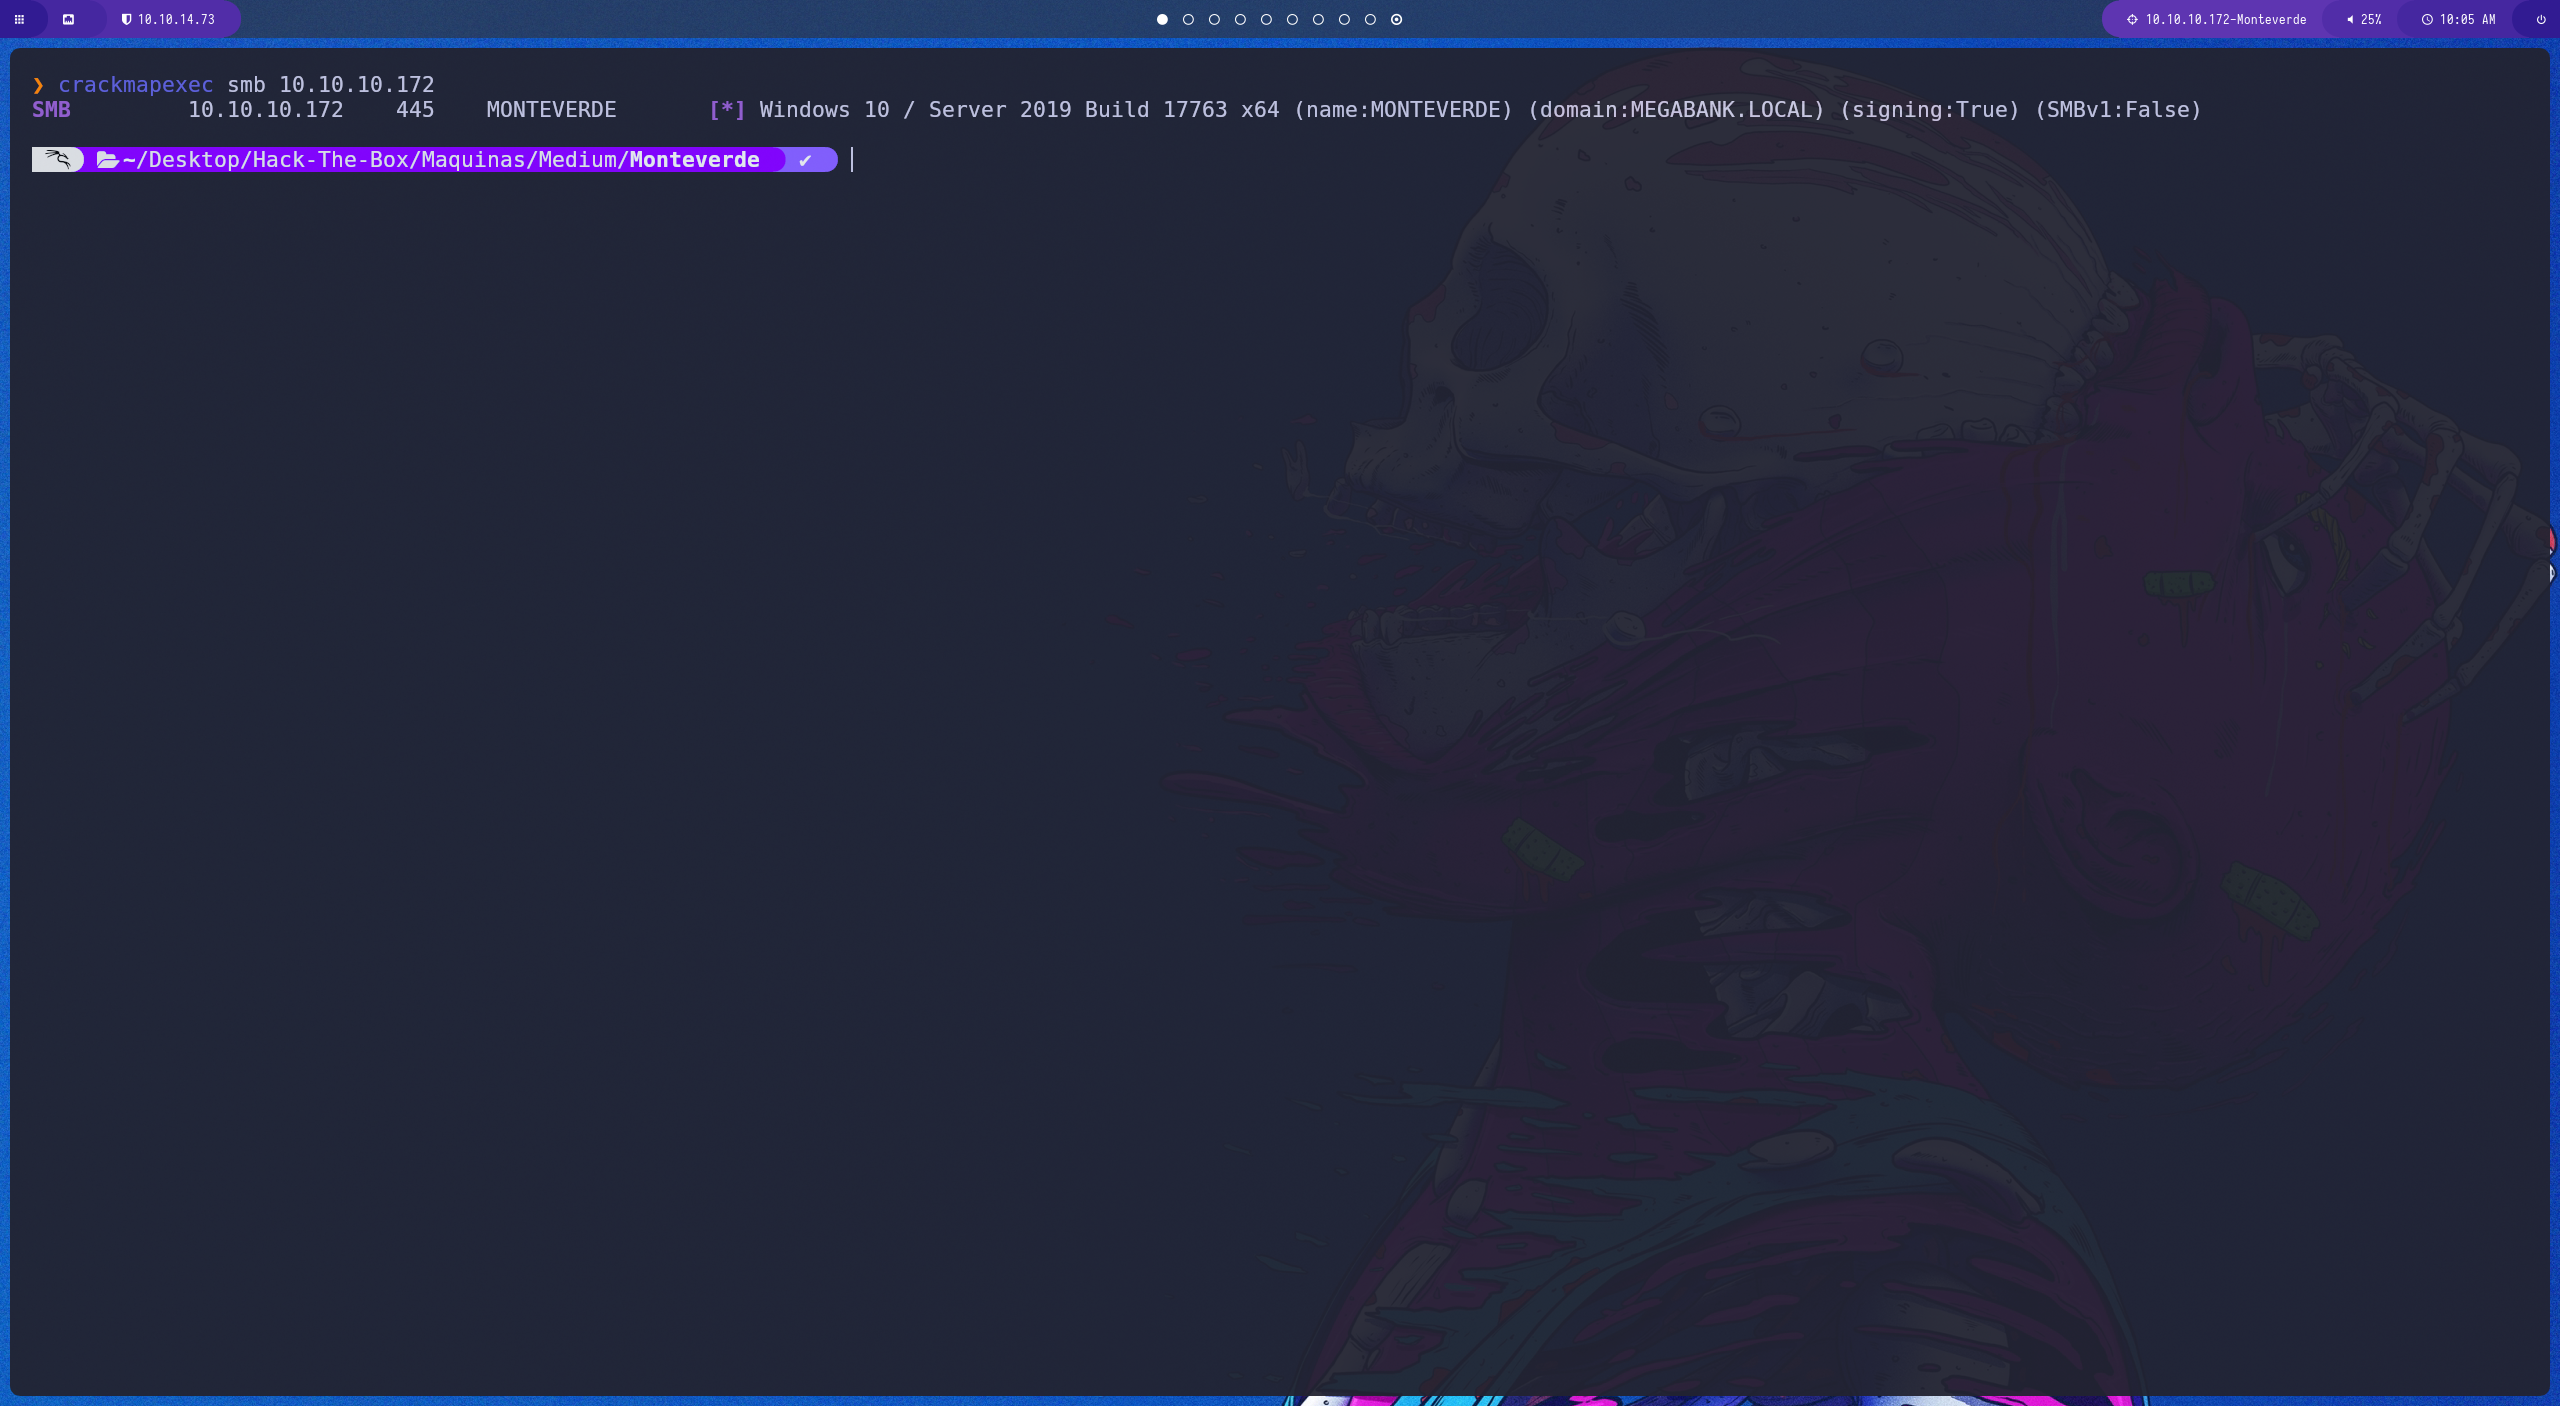 10.10.14.73
10.10.10.172-Monteverde 25% 10:05 AM
❯ crackmapexec smb 10.10.10.172
SMB 10.10.10.172 445 MONTEVERDE [*] Windows 10 / Server 2019 Build 17763 x64 (name:MONTEVERDE) (domain:MEGABANK.LOCAL) (signing:True) (SMBv1:False)
~/Desktop/Hack-The-Box/Maquinas/Medium/Monteverde ✔